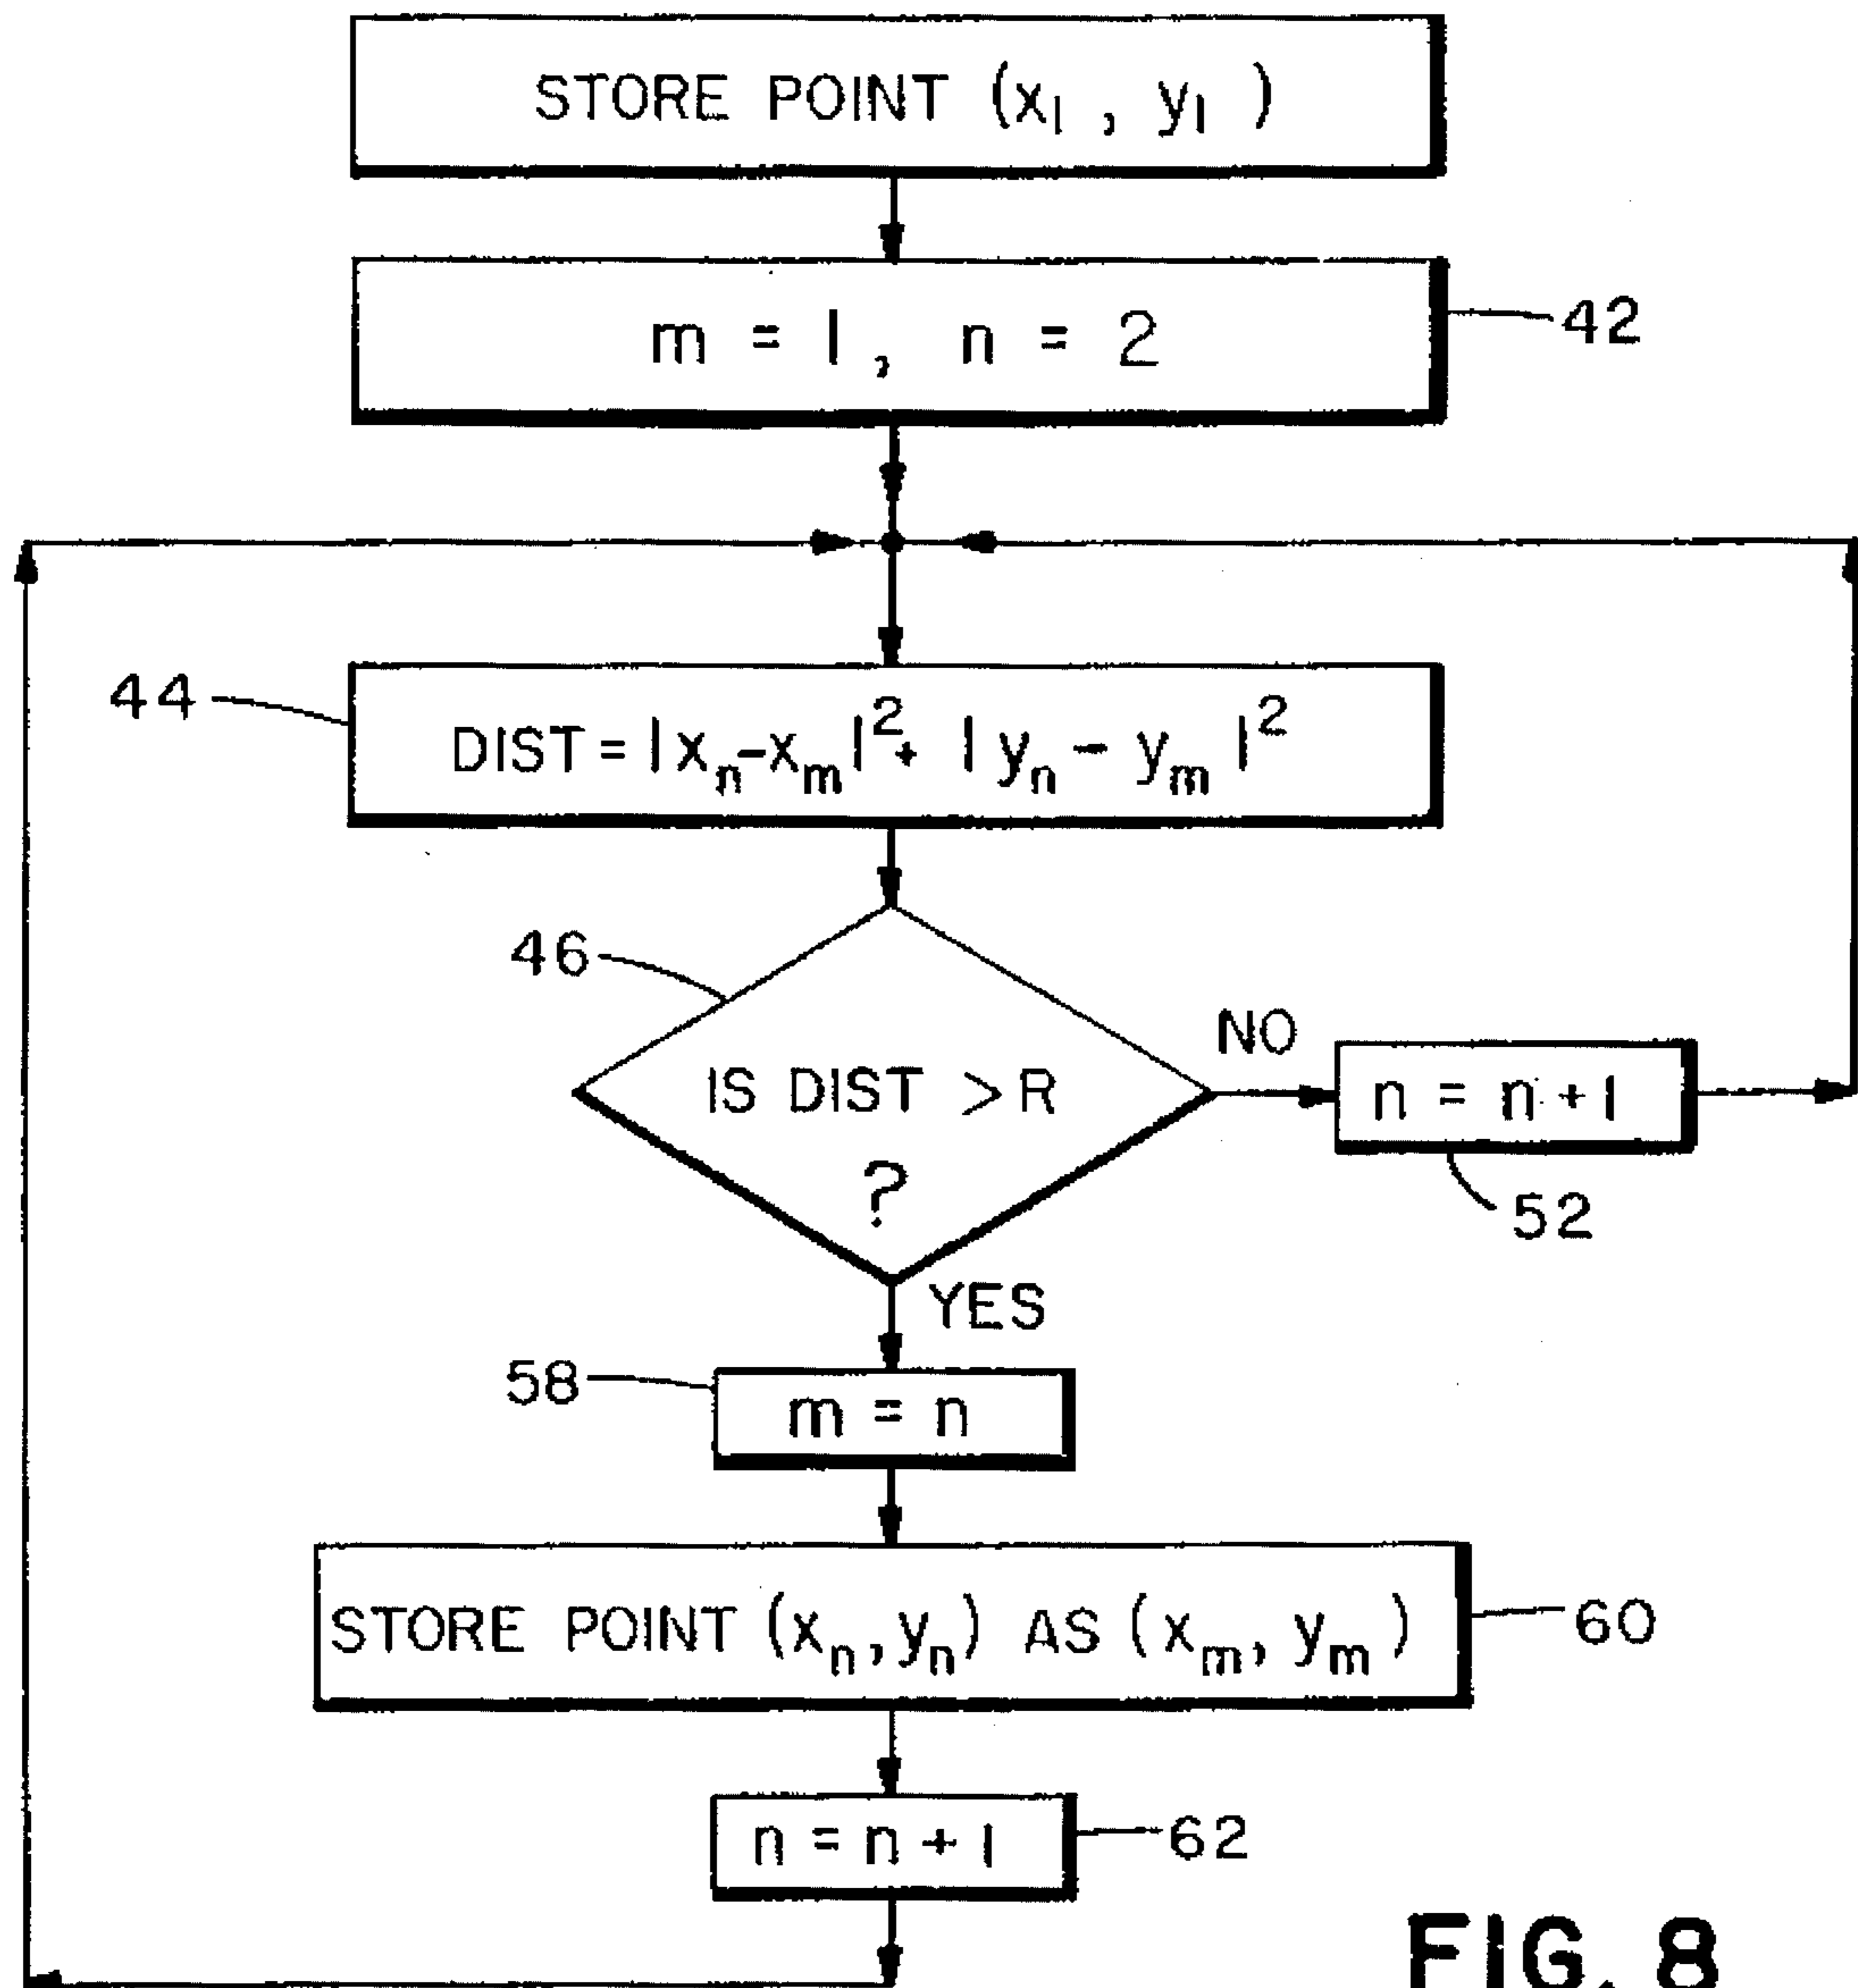 STORE POINT (x₁ , y₁ )
m = 1 , n = 2
42
44
DIST = |xₙ-xₘ|² + |yₙ - yₘ|²
46
IS DIST > R
?
NO
n = n + 1
52
YES
58
m = n
STORE POINT (xₙ, yₙ) AS (xₘ, yₘ)
60
n = n + 1
62
FIG. 8